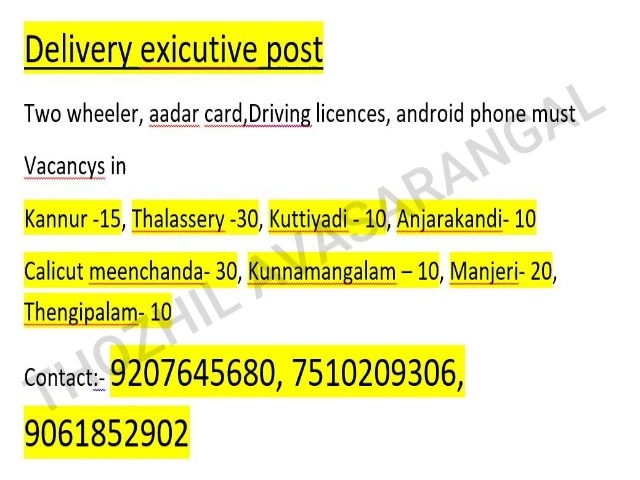 Delivery exicutive post
Two wheeler, aadar card,Driving licences, android phone must
Vacancys in
Kannur -15, Thalassery -30, Kuttiyadi - 10, Anjarakandi- 10
Calicut meenchanda- 30, Kunnamangalam – 10, Manjeri- 20,
Thengipalam- 10
Contact:- 9207645680, 7510209306,
9061852902
THOZHIL AVASARANGAL